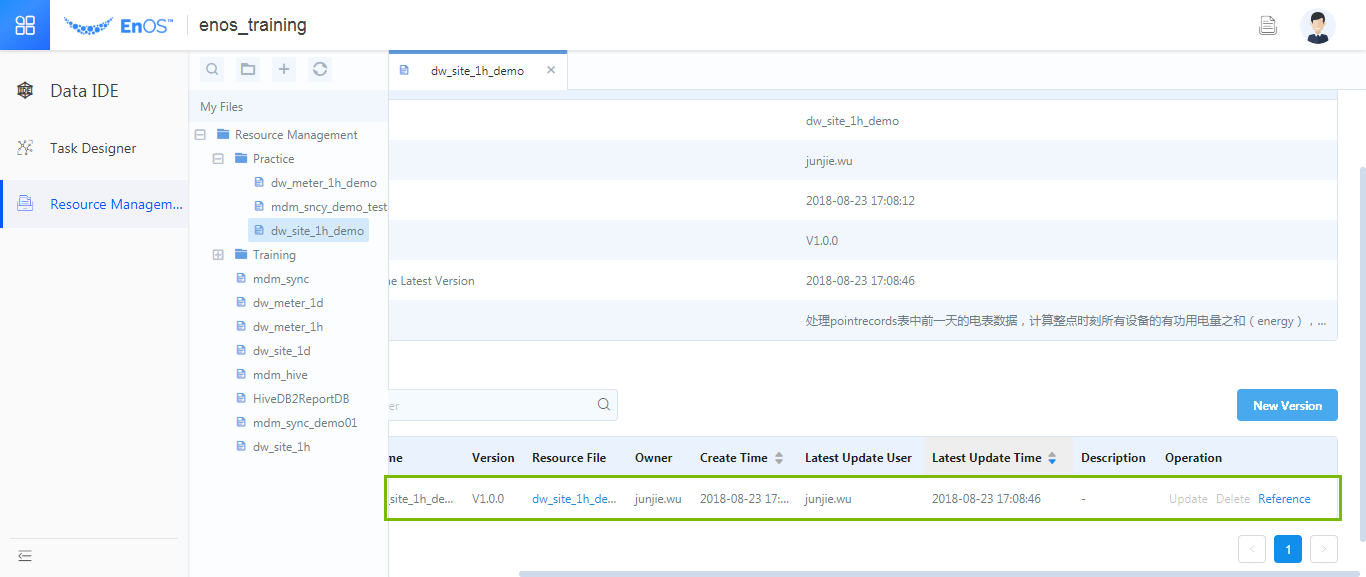 EnOS™ enos_training
Data IDE
Task Designer
Resource Managem...
My Files
Resource Management
Practice
dw_meter_1h_demo
mdm_sncy_demo_test
dw_site_1h_demo
Training
mdm_sync
dw_meter_1d
dw_meter_1h
dw_site_1d
mdm_hive
HiveDB2ReportDB
mdm_sync_demo01
dw_site_1h
dw_site_1h_demo
dw_site_1h_demo
junjie.wu
2018-08-23 17:08:12
V1.0.0
e Latest Version 2018-08-23 17:08:46
处理pointrecords表中前一天的电表数据，计算整点时刻所有设备的有功用电量之和（energy），...
er
New Version
me Version Resource File Owner Create Time Latest Update User Latest Update Time Description Operation
_site_1h_de... V1.0.0 dw_site_1h_de... junjie.wu 2018-08-23 17:... junjie.wu 2018-08-23 17:08:46 - Update Delete Reference
< 1 >